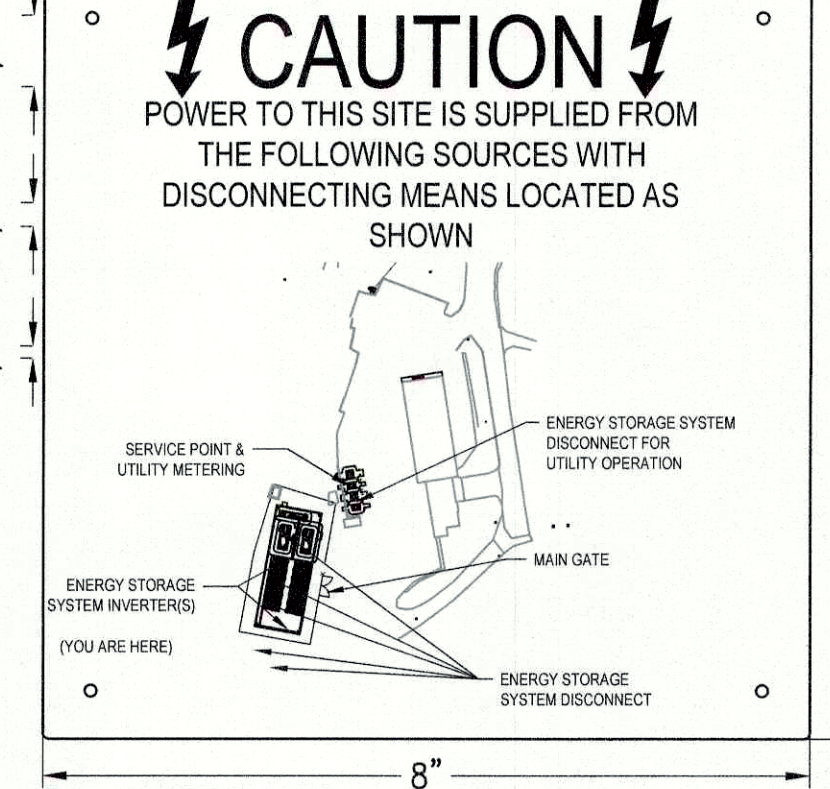 CAUTION
POWER TO THIS SITE IS SUPPLIED FROM
THE FOLLOWING SOURCES WITH
DISCONNECTING MEANS LOCATED AS
SHOWN
ENERGY STORAGE SYSTEM
DISCONNECT FOR
UTILITY OPERATION
SERVICE POINT &
UTILITY METERING
MAIN GATE
ENERGY STORAGE
SYSTEM INVERTER(S)
(YOU ARE HERE)
ENERGY STORAGE
SYSTEM DISCONNECT
8"